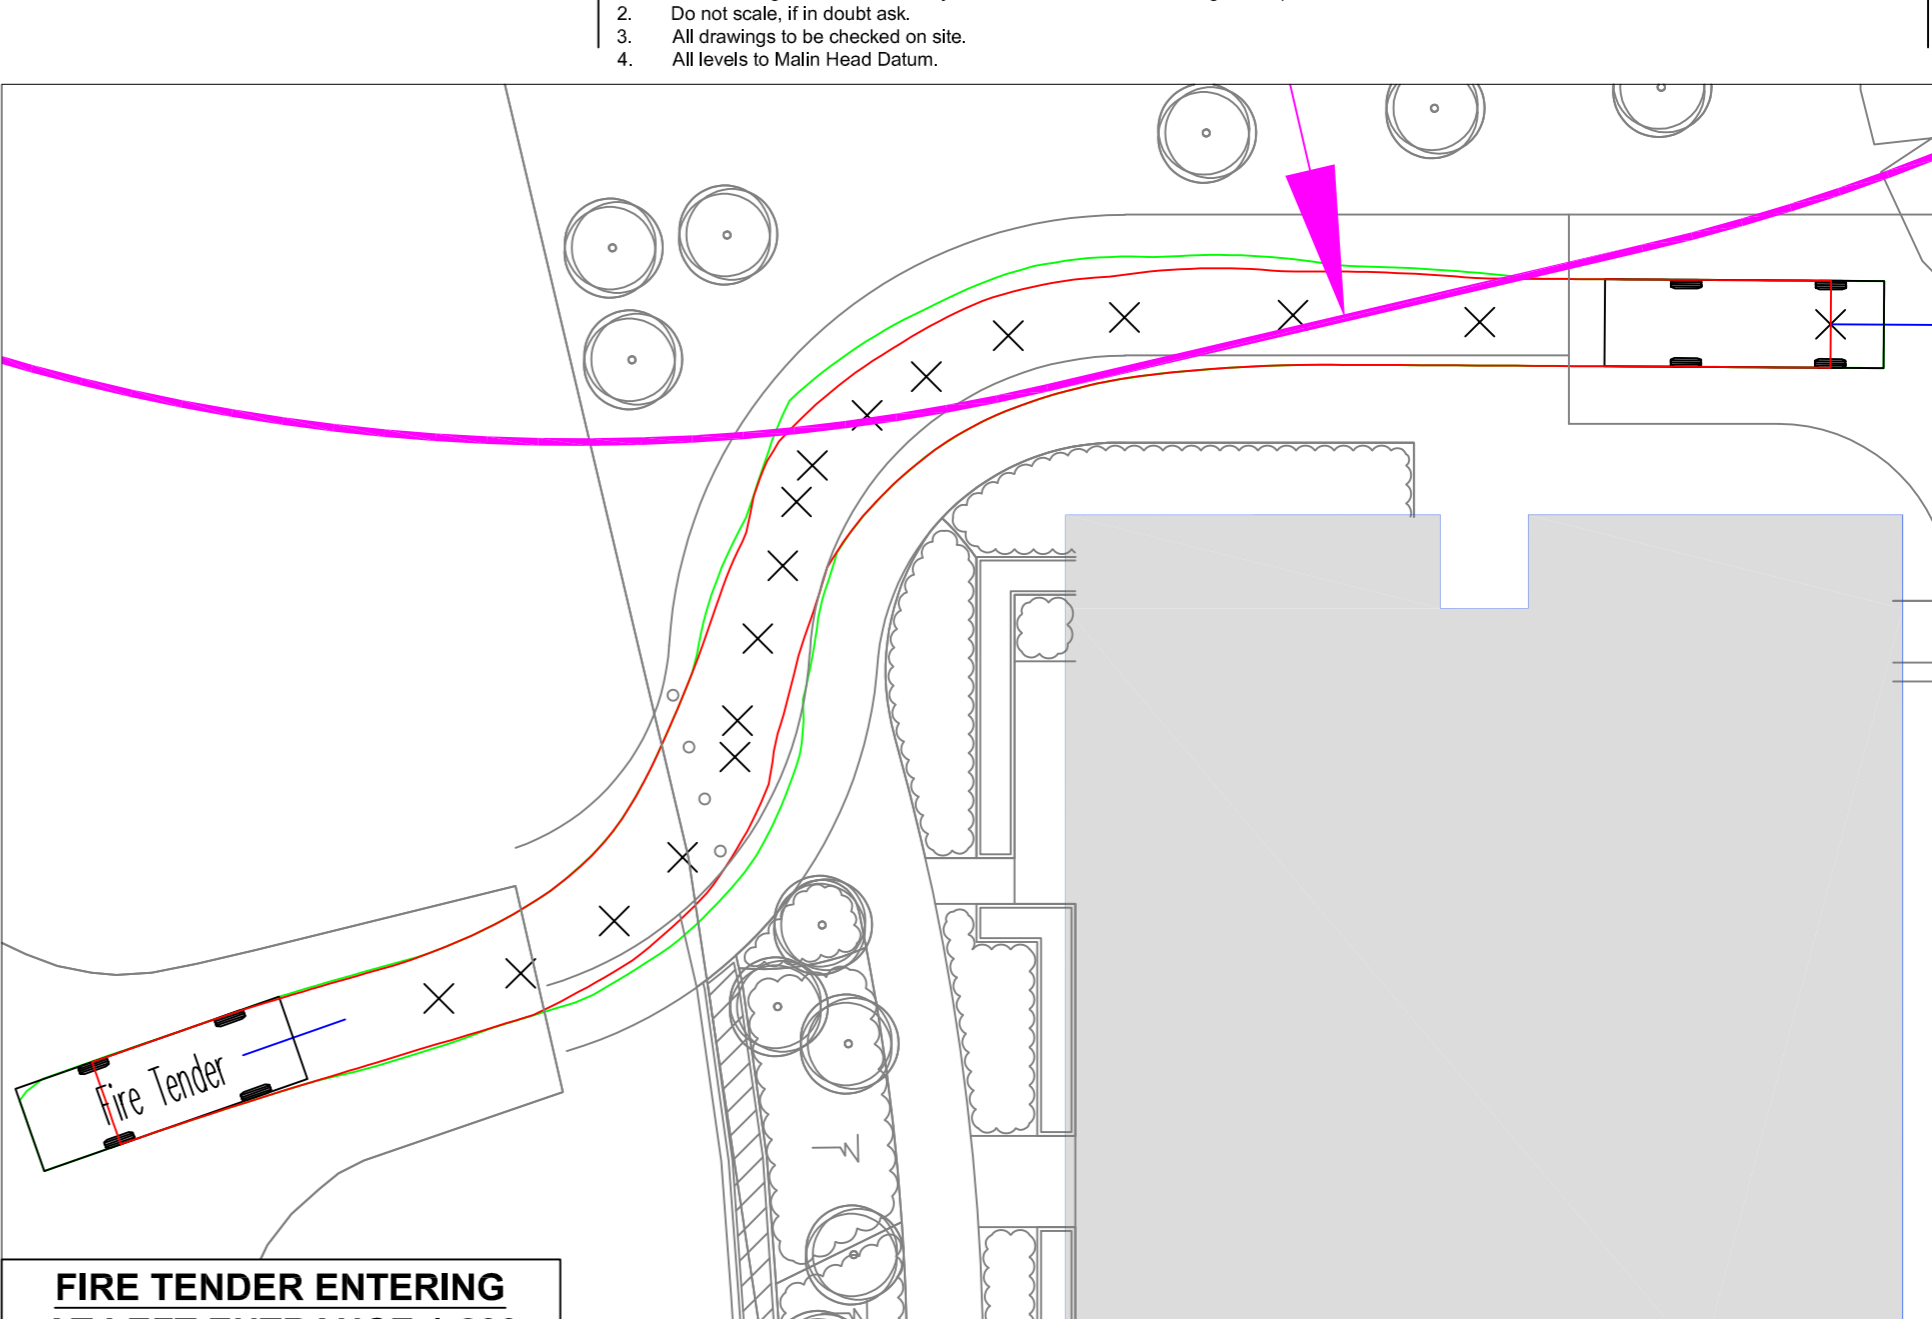 2. Do not scale, if in doubt ask.
3. All drawings to be checked on site.
4. All levels to Malin Head Datum.
Fire Tender
FIRE TENDER ENTERING